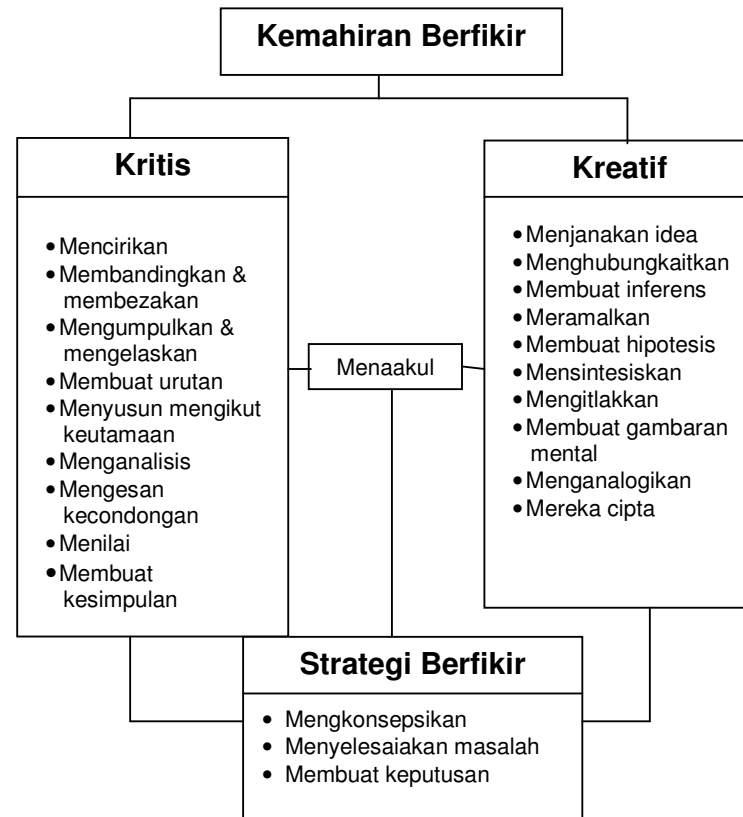 Kemahiran Berfikir
Kritis
• Mencirikan
• Membandingkan &
membezakan
• Mengumpulkan &
mengelaskan
• Membuat urutan
• Menyusun mengikut
keutamaan
• Menganalisis
• Mengesan
kecondongan
• Menilai
• Membuat
kesimpulan
Menaakul
Kreatif
• Menjanakan idea
• Menghubungkaitkan
• Membuat inferens
• Meramalkan
• Membuat hipotesis
• Mensintesiskan
• Mengitlakkan
• Membuat gambaran
mental
• Menganalogikan
• Mereka cipta
Strategi Berfikir
• Mengkonsepsikan
• Menyelesaiakan masalah
• Membuat keputusan